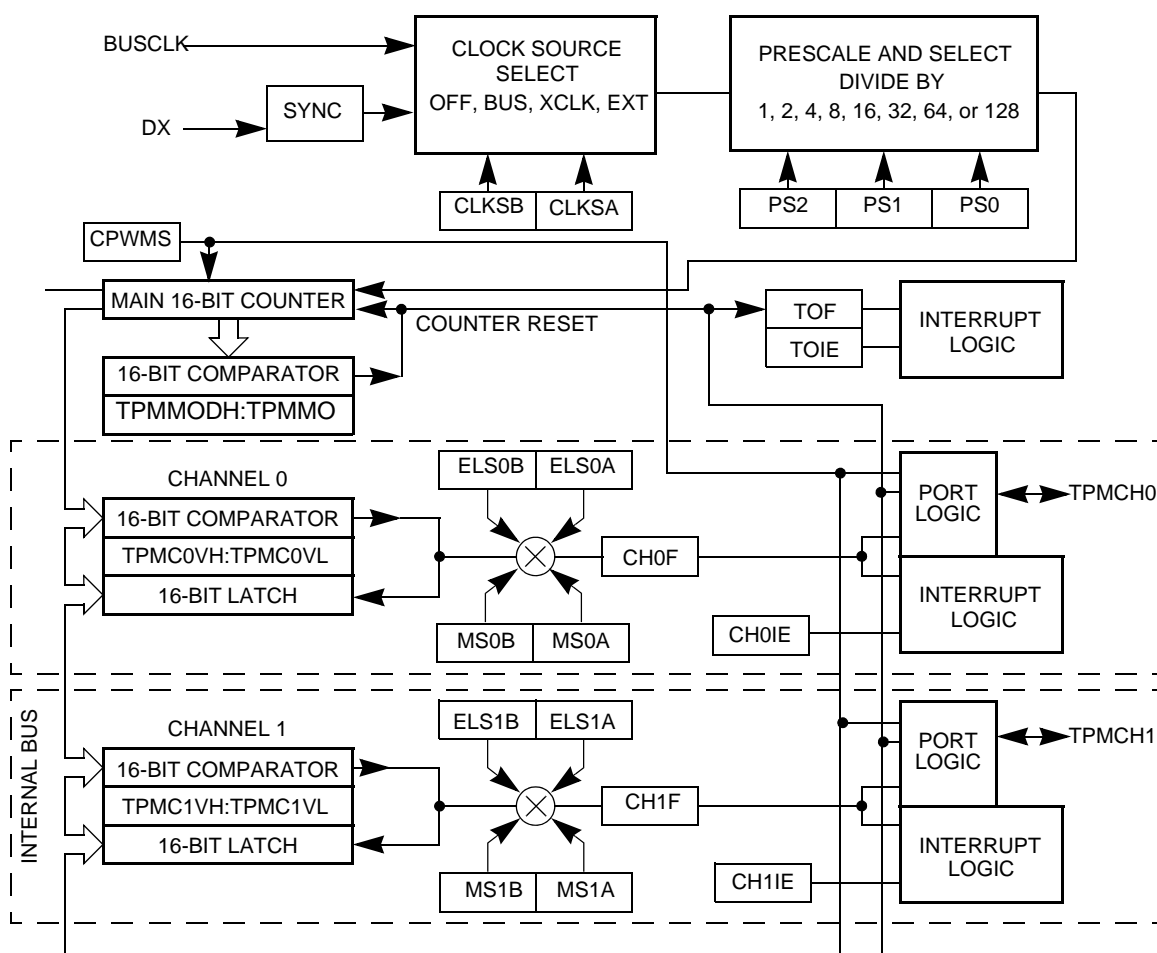 BUSCLK
CLOCK SOURCE
SELECT
OFF, BUS, XCLK, EXT
PRESCALE AND SELECT
DIVIDE BY
1, 2, 4, 8, 16, 32, 64, or 128
SYNC
DX
CLKSB
CLKSA
PS2
PS1
PS0
CPWMS
MAIN 16-BIT COUNTER
COUNTER RESET
TOF
TOIE
INTERRUPT
LOGIC
16-BIT COMPARATOR
TPMMODH:TPMMO
CHANNEL 0
ELS0B
ELS0A
PORT
LOGIC
TPMCH0
16-BIT COMPARATOR
TPMC0VH:TPMC0VL
16-BIT LATCH
CH0F
INTERRUPT
LOGIC
MS0B
MS0A
CH0IE
INTERNAL BUS
CHANNEL 1
ELS1B
ELS1A
PORT
LOGIC
TPMCH1
16-BIT COMPARATOR
TPMC1VH:TPMC1VL
16-BIT LATCH
CH1F
INTERRUPT
LOGIC
MS1B
MS1A
CH1IE